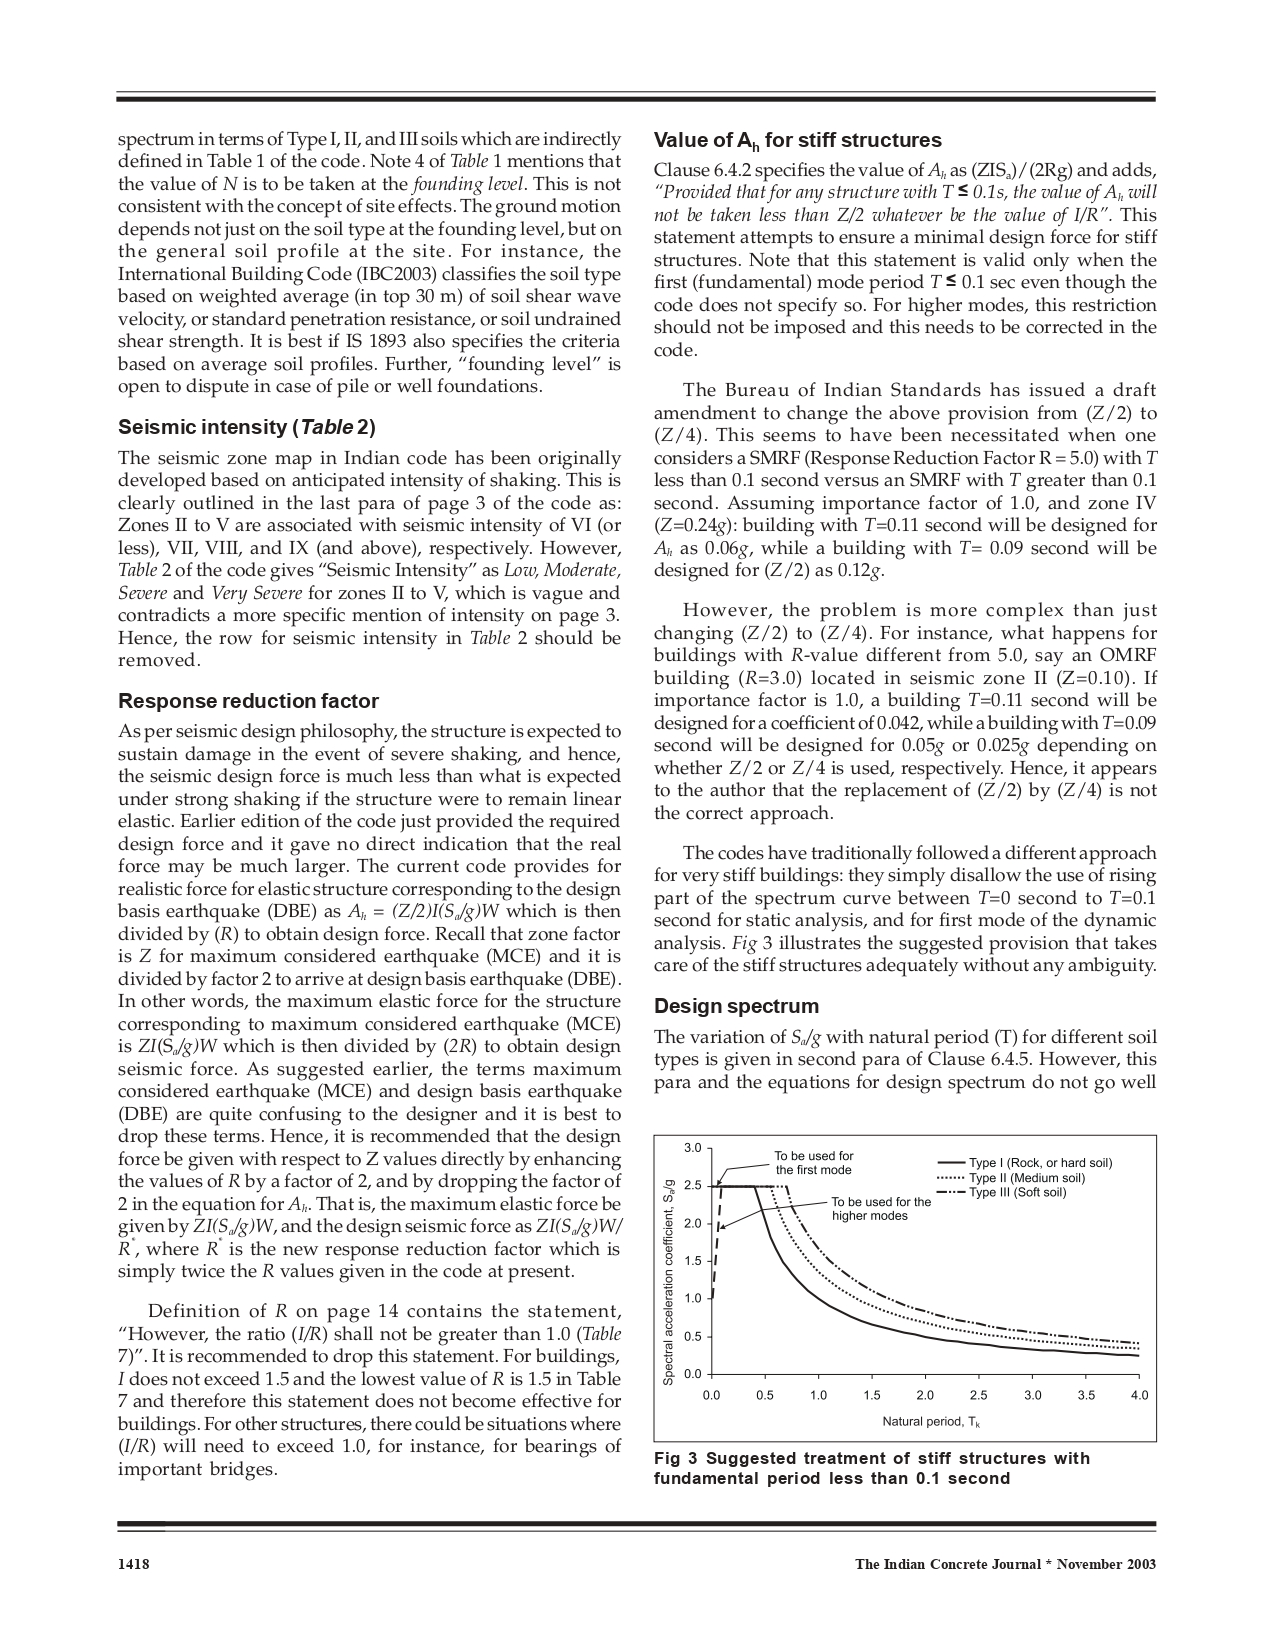 spectrum in terms of Type I, II, and III soils which are indirectly
defined in Table 1 of the code. Note 4 of Table 1 mentions that
the value of N is to be taken at the founding level. This is not
consistent with the concept of site effects. The ground motion
depends not just on the soil type at the founding level, but on
the general soil profile at the site. For instance, the
International Building Code (IBC2003) classifies the soil type
based on weighted average (in top 30 m) of soil shear wave
velocity, or standard penetration resistance, or soil undrained
shear strength. It is best if IS 1893 also specifies the criteria
based on average soil profiles. Further, “founding level” is
open to dispute in case of pile or well foundations.
Seismic intensity (Table 2)
The seismic zone map in Indian code has been originally
developed based on anticipated intensity of shaking. This is
clearly outlined in the last para of page 3 of the code as:
Zones II to V are associated with seismic intensity of VI (or
less), VII, VIII, and IX (and above), respectively. However,
Table 2 of the code gives “Seismic Intensity” as Low, Moderate,
Severe and Very Severe for zones II to V, which is vague and
contradicts a more specific mention of intensity on page 3.
Hence, the row for seismic intensity in Table 2 should be
removed.
Response reduction factor
As per seismic design philosophy, the structure is expected to
sustain damage in the event of severe shaking, and hence,
the seismic design force is much less than what is expected
under strong shaking if the structure were to remain linear
elastic. Earlier edition of the code just provided the required
design force and it gave no direct indication that the real
force may be much larger. The current code provides for
realistic force for elastic structure corresponding to the design
basis earthquake (DBE) as Ah = (Z/2)I(Sa/g)W which is then
divided by (R) to obtain design force. Recall that zone factor
is Z for maximum considered earthquake (MCE) and it is
divided by factor 2 to arrive at design basis earthquake (DBE).
In other words, the maximum elastic force for the structure
corresponding to maximum considered earthquake (MCE)
is ZI(Sa/g)W which is then divided by (2R) to obtain design
seismic force. As suggested earlier, the terms maximum
considered earthquake (MCE) and design basis earthquake
(DBE) are quite confusing to the designer and it is best to
drop these terms. Hence, it is recommended that the design
force be given with respect to Z values directly by enhancing
the values of R by a factor of 2, and by dropping the factor of
2 in the equation for Ah. That is, the maximum elastic force be
given by ZI(Sa/g)W, and the design seismic force as ZI(Sa/g)W/
R*, where R* is the new response reduction factor which is
simply twice the R values given in the code at present.
Definition of R on page 14 contains the statement,
“However, the ratio (I/R) shall not be greater than 1.0 (Table
7)”. It is recommended to drop this statement. For buildings,
I does not exceed 1.5 and the lowest value of R is 1.5 in Table
7 and therefore this statement does not become effective for
buildings. For other structures, there could be situations where
(I/R) will need to exceed 1.0, for instance, for bearings of
important bridges.
Value of Ah for stiff structures
Clause 6.4.2 specifies the value of Ah as (ZISa)/(2Rg) and adds,
“Provided that for any structure with T ≤ 0.1s, the value of Ah will
not be taken less than Z/2 whatever be the value of I/R”. This
statement attempts to ensure a minimal design force for stiff
structures. Note that this statement is valid only when the
first (fundamental) mode period T ≤ 0.1 sec even though the
code does not specify so. For higher modes, this restriction
should not be imposed and this needs to be corrected in the
code.
The Bureau of Indian Standards has issued a draft
amendment to change the above provision from (Z/2) to
(Z/4). This seems to have been necessitated when one
considers a SMRF (Response Reduction Factor R = 5.0) with T
less than 0.1 second versus an SMRF with T greater than 0.1
second. Assuming importance factor of 1.0, and zone IV
(Z=0.24g): building with T=0.11 second will be designed for
Ah as 0.06g, while a building with T= 0.09 second will be
designed for (Z/2) as 0.12g.
However, the problem is more complex than just
changing (Z/2) to (Z/4). For instance, what happens for
buildings with R-value different from 5.0, say an OMRF
building (R=3.0) located in seismic zone II (Z=0.10). If
importance factor is 1.0, a building T=0.11 second will be
designed for a coefficient of 0.042, while a building with T=0.09
second will be designed for 0.05g or 0.025g depending on
whether Z/2 or Z/4 is used, respectively. Hence, it appears
to the author that the replacement of (Z/2) by (Z/4) is not
the correct approach.
The codes have traditionally followed a different approach
for very stiff buildings: they simply disallow the use of rising
part of the spectrum curve between T=0 second to T=0.1
second for static analysis, and for first mode of the dynamic
analysis. Fig 3 illustrates the suggested provision that takes
care of the stiff structures adequately without any ambiguity.
Design spectrum
The variation of Sa/g with natural period (T) for different soil
types is given in second para of Clause 6.4.5. However, this
para and the equations for design spectrum do not go well
Spectral acceleration coefficient, Sa/g
3.0
2.5
2.0
1.5
1.0
0.5
0.0
To be used for
the first mode
To be used for the
higher modes
Type I (Rock, or hard soil)
Type II (Medium soil)
Type III (Soft soil)
0.0 0.5 1.0 1.5 2.0 2.5 3.0 3.5 4.0
Natural period, Tk
Fig 3 Suggested treatment of stiff structures with
fundamental period less than 0.1 second
1418
The Indian Concrete Journal * November 2003